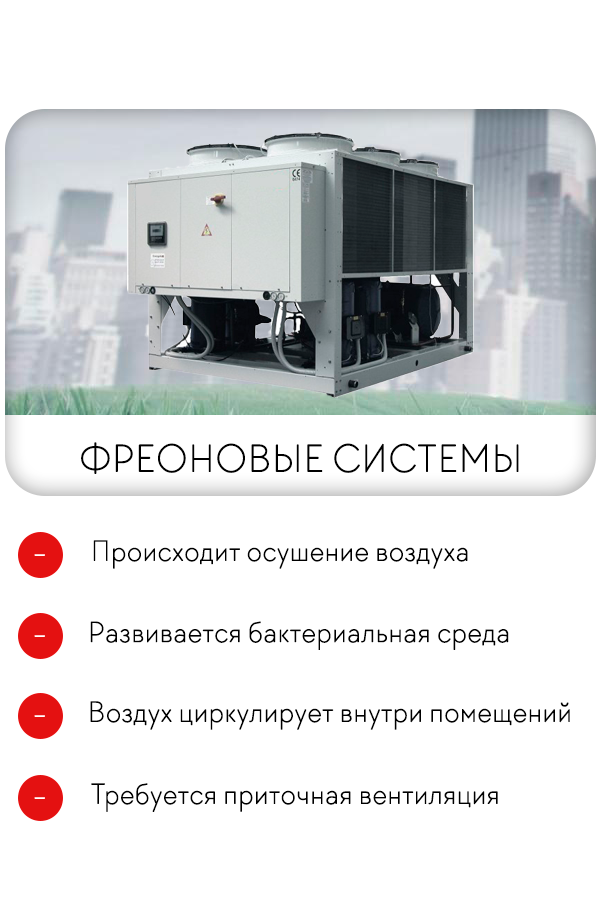 ФРЕОНОВЫЕ СИСТЕМЫ
– Происходит осушение воздуха
– Развивается бактериальная среда
– Воздух циркулирует внутри помещений
– Требуется приточная вентиляция